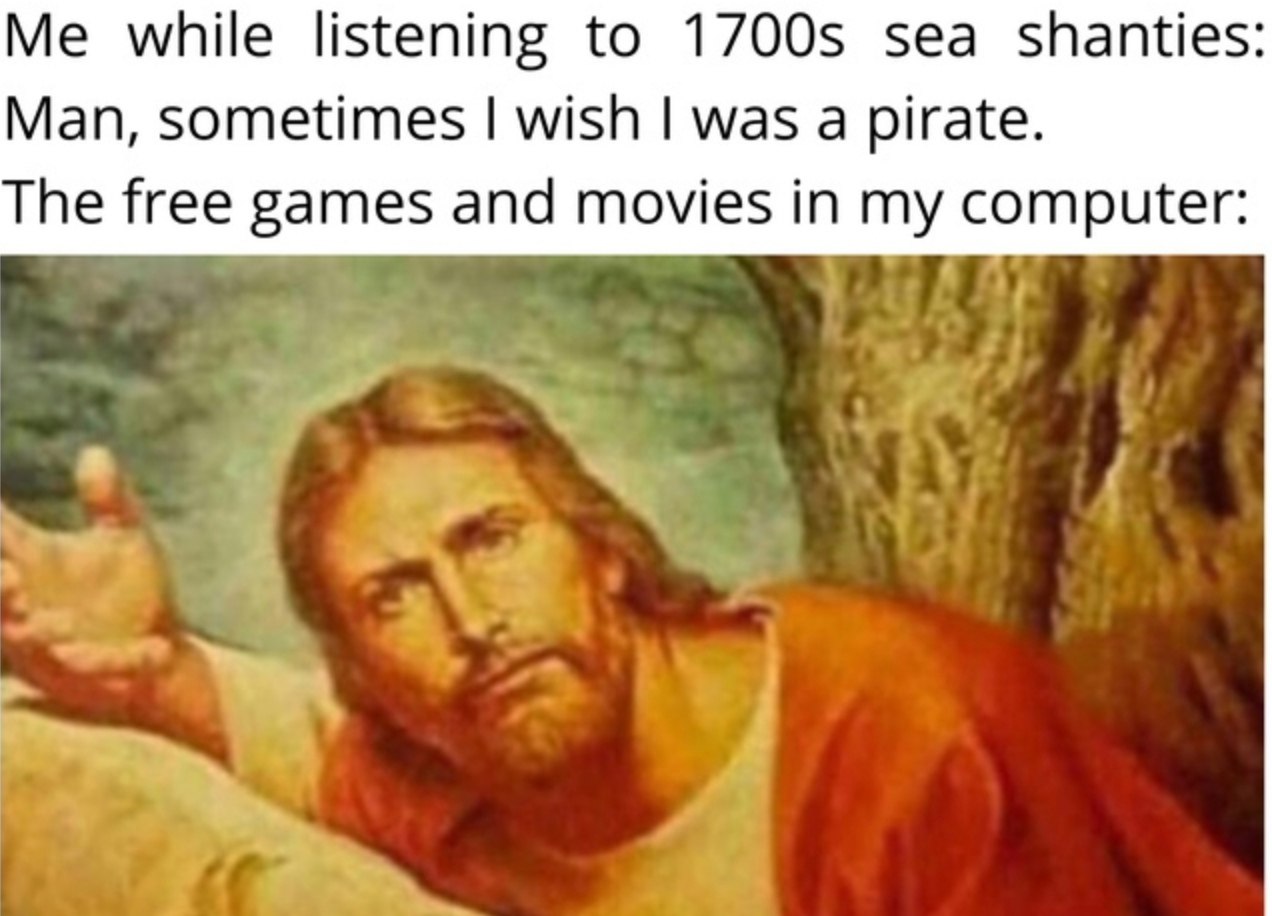 Me while listening to 1700s sea shanties:
Man, sometimes I wish I was a pirate.
The free games and movies in my computer: